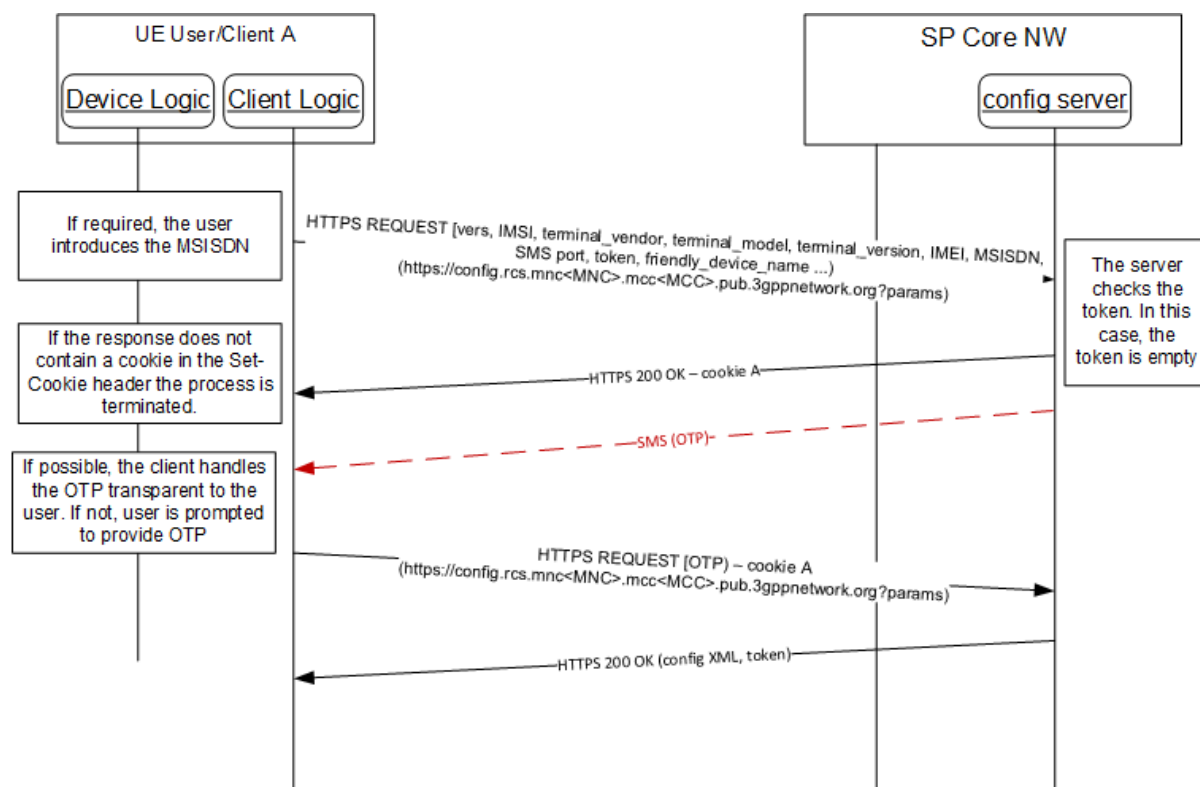 UE User/Client A
SP Core NW
Device Logic
Client Logic
config server
If required, the user
introduces the MSISDN
HTTPS REQUEST [vers, IMSI, terminal_vendor, terminal_model, terminal_version, IMEI, MSISDN,
SMS port, token, friendly_device_name ...)
(https://config.rcs.mnc<MNC>.mcc<MCC>.pub.3gppnetwork.org?params)
The server
checks the
token. In this
case, the
token is empty
If the response does not
contain a cookie in the Set-
Cookie header the process is
terminated.
HTTPS 200 OK – cookie A
SMS (OTP)
If possible, the client handles
the OTP transparent to the
user. If not, user is prompted
to provide OTP
HTTPS REQUEST [OTP) – cookie A
(https://config.rcs.mnc<MNC>.mcc<MCC>.pub.3gppnetwork.org?params)
HTTPS 200 OK (config XML, token)